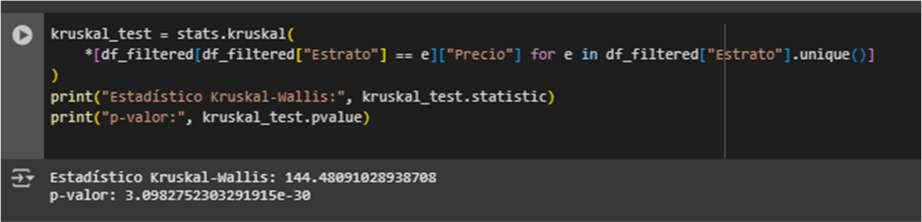 kruskal_test = stats.kruskal(
    *[df_filtered[df_filtered["Estrato"] == e]["Precio"] for e in df_filtered["Estrato"].unique()]
)
print("Estadístico Kruskal-Wallis:", kruskal_test.statistic)
print("p-valor:", kruskal_test.pvalue)
Estadístico Kruskal-Wallis: 144.48091028938708
p-valor: 3.0982752303291915e-30